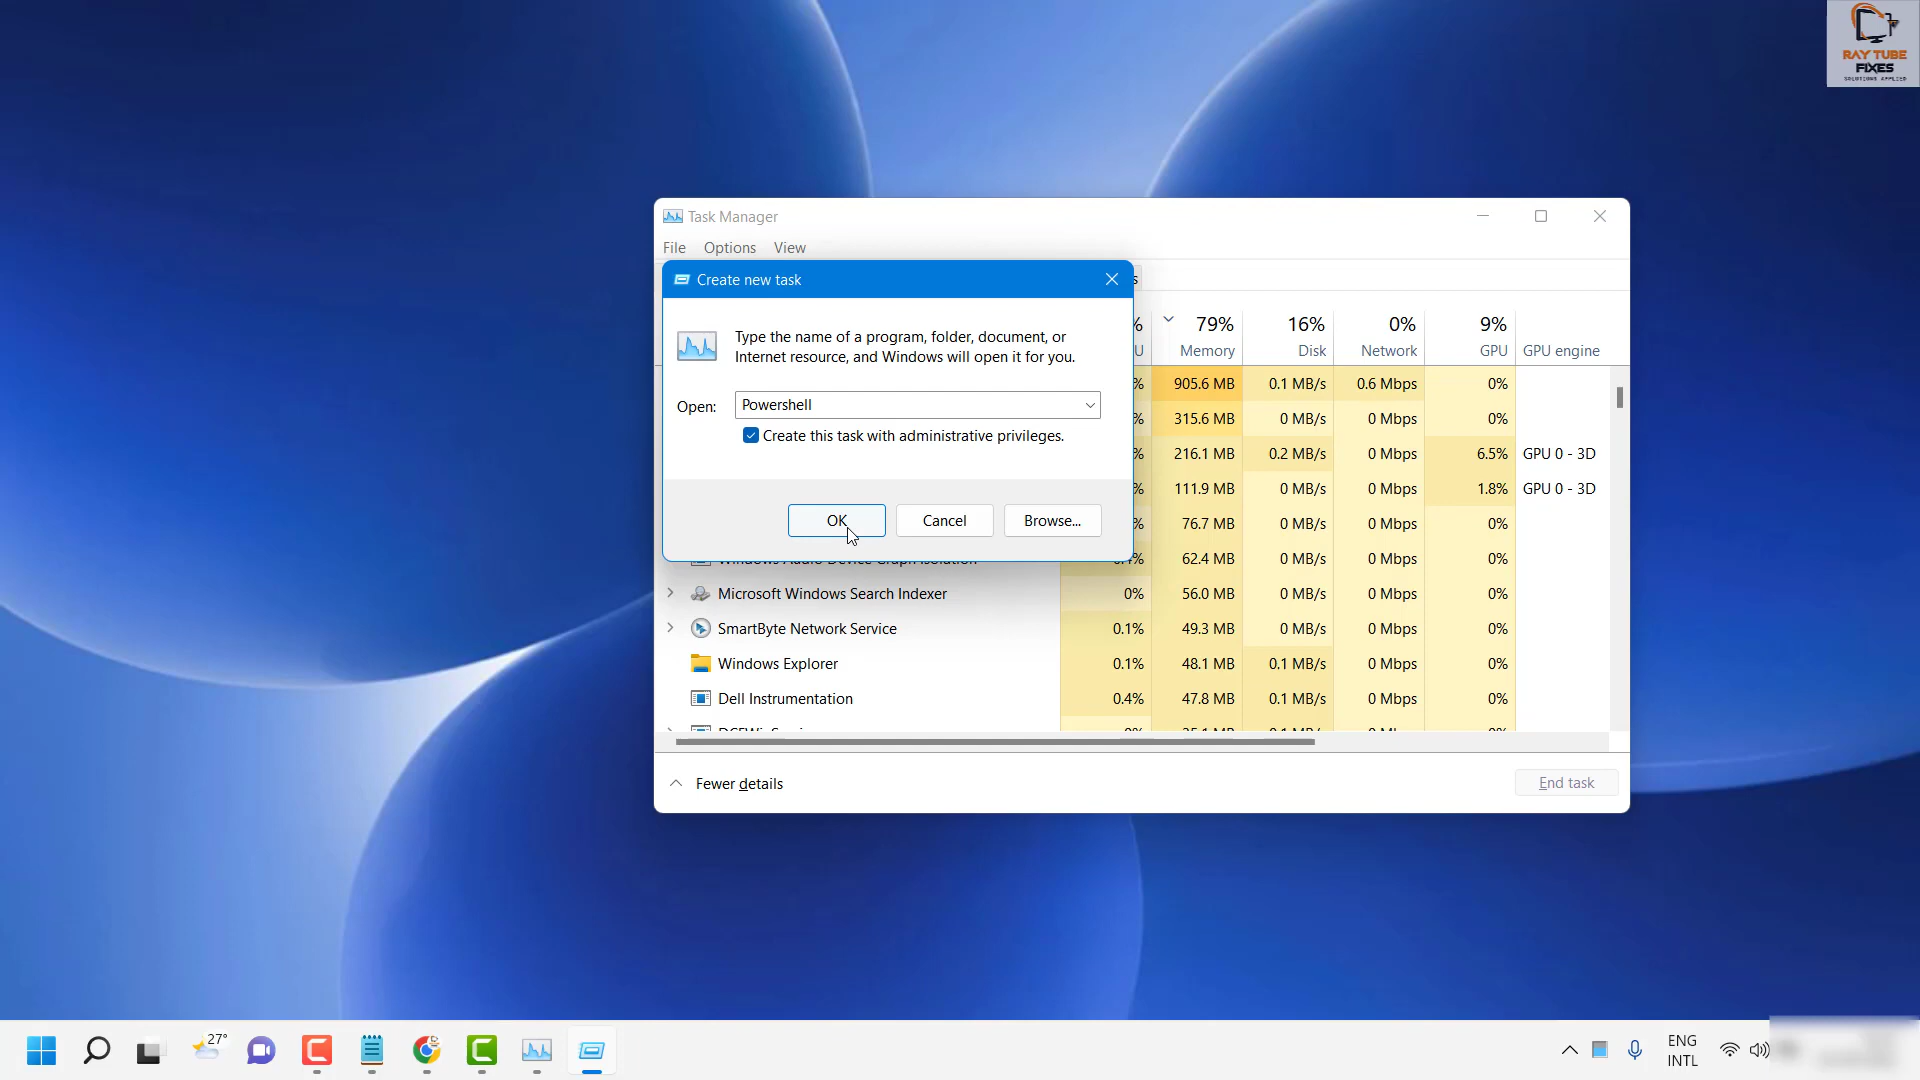 RAY TUBE
FIXES
SOLUTIONS APPLIED
Task Manager
File Options View
Create new task
Type the name of a program, folder, document, or
Internet resource, and Windows will open it for you.
Open: Powershell
Create this task with administrative privileges.
OK Cancel Browse...
79% 16% 0% 9%
Memory Disk Network GPU GPU engine
905.6 MB 0.1 MB/s 0.6 Mbps 0%
315.6 MB 0 MB/s 0 Mbps 0%
216.1 MB 0.2 MB/s 0 Mbps 6.5% GPU 0 - 3D
111.9 MB 0 MB/s 0 Mbps 1.8% GPU 0 - 3D
76.7 MB 0 MB/s 0 Mbps 0%
Windows Audio Device Graph Isolation 62.4 MB 0 MB/s 0 Mbps 0%
Microsoft Windows Search Indexer 0% 56.0 MB 0 MB/s 0 Mbps 0%
SmartByte Network Service 0.1% 49.3 MB 0 MB/s 0 Mbps 0%
Windows Explorer 0.1% 48.1 MB 0.1 MB/s 0 Mbps 0%
Dell Instrumentation 0.4% 47.8 MB 0.1 MB/s 0 Mbps 0%
Fewer details End task
27°
ENG
INTL